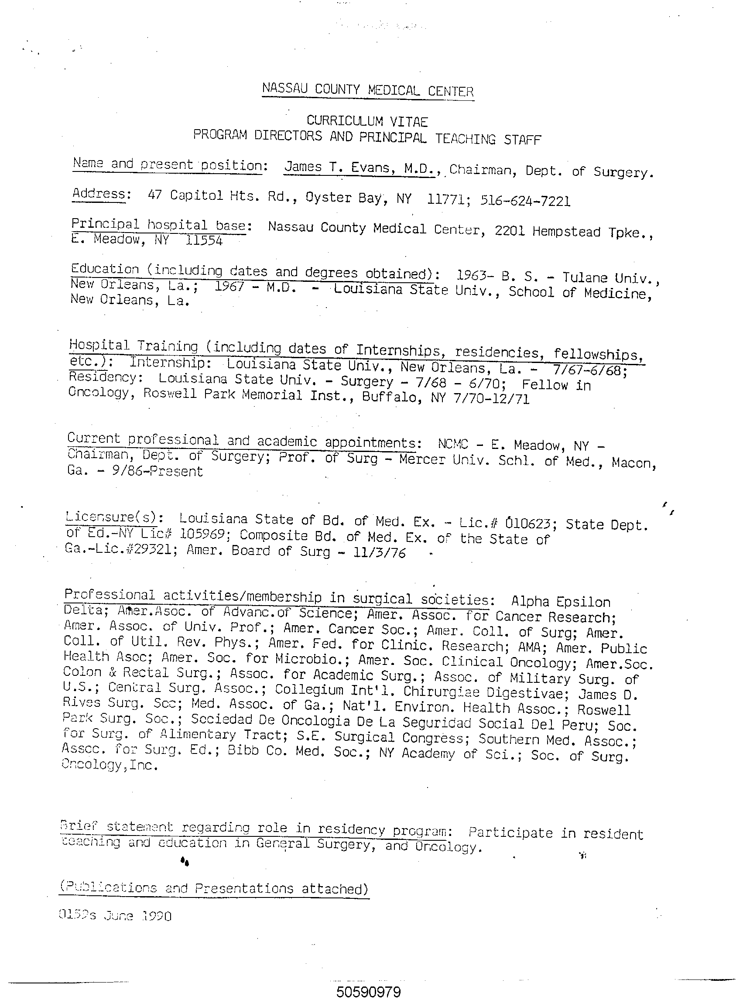 NASSAU COUNTY MEDICAL CENTER
CURRICULUM VITAE
PROGRAM DIRECTORS AND PRINCIPAL TEACHING STAFF
Name and present position: James T. Evans, M.D., Chairman, Dept. of Surgery.
Address: 47 Capitol Hts. Rd., Oyster Bay, NY 11771; 516-624-7221
Principal hospital base: Nassau County Medical Center, 2201 Hempstead Tpke.,
E. Meadow, NY 11554
Education (including dates and degrees obtained): 1963- B. S. - Tulane Univ.,
New Orleans, La.; 1967 - M.D. - Louisiana State Univ., School of Medicine,
New Orleans, La.
Hospital Training (including dates of Internships, residencies, fellowships,
etc.): Internship: Louisiana State Univ., New Orleans, La. - 7/67-6/68;
Residency: Louisiana State Univ. - Surgery - 7/68 - 6/70; Fellow in
Oncology, Roswell Park Memorial Inst., Buffalo, NY 7/70-12/71
Current professional and academic appointments: NCMC - E. Meadow, NY -
Chairman, Dept. of Surgery; Prof. of Surg - Mercer Univ. Schl. of Med., Macon,
Ga. - 9/86-Present
Licensure(s): Louisiana State of Bd. of Med. Ex. - Lic.# 010623; State Dept.
of Ed.-NY Lic# 105969; Composite Bd. of Med. Ex. of the State of
Ga.-Lic.#29321; Amer. Board of Surg - 11/3/76
Professional activities/membership in surgical societies: Alpha Epsilon
Delta; Amer.Asoc. of Advanc.of Science; Amer. Assoc. for Cancer Research;
Amer. Assoc. of Univ. Prof.; Amer. Cancer Soc.; Amer. Coll. of Surg; Amer.
Coll. of Util. Rev. Phys.; Amer. Fed. for Clinic. Research; AMA; Amer. Public
Health Asoc; Amer. Soc. for Microbio.; Amer. Soc. Clinical Oncology; Amer.Soc.
Colon & Rectal Surg.; Assoc. for Academic Surg.; Assoc. of Military Surg. of
U.S.; Central Surg. Assoc.; Collegium Int'l. Chirurgiae Digestivae; James D.
Rives Surg. Soc; Med. Assoc. of Ga.; Nat'l. Environ. Health Assoc.; Roswell
Park Surg. Soc.; Sociedad De Oncologia De La Seguridad Social Del Peru; Soc.
for Surg. of Alimentary Tract; S.E. Surgical Congress; Southern Med. Assoc.;
Assoc. for Surg. Ed.; Bibb Co. Med. Soc.; NY Academy of Sci.; Soc. of Surg.
Oncology,Inc.
Brief statement regarding role in residency program: Participate in resident
teaching and education in General Surgery, and Oncology.
(Publications and Presentations attached)
0159s June 1990
50590979